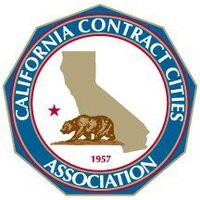 CALIFORNIA CONTRACT CITIES
1957
ASSOCIATION